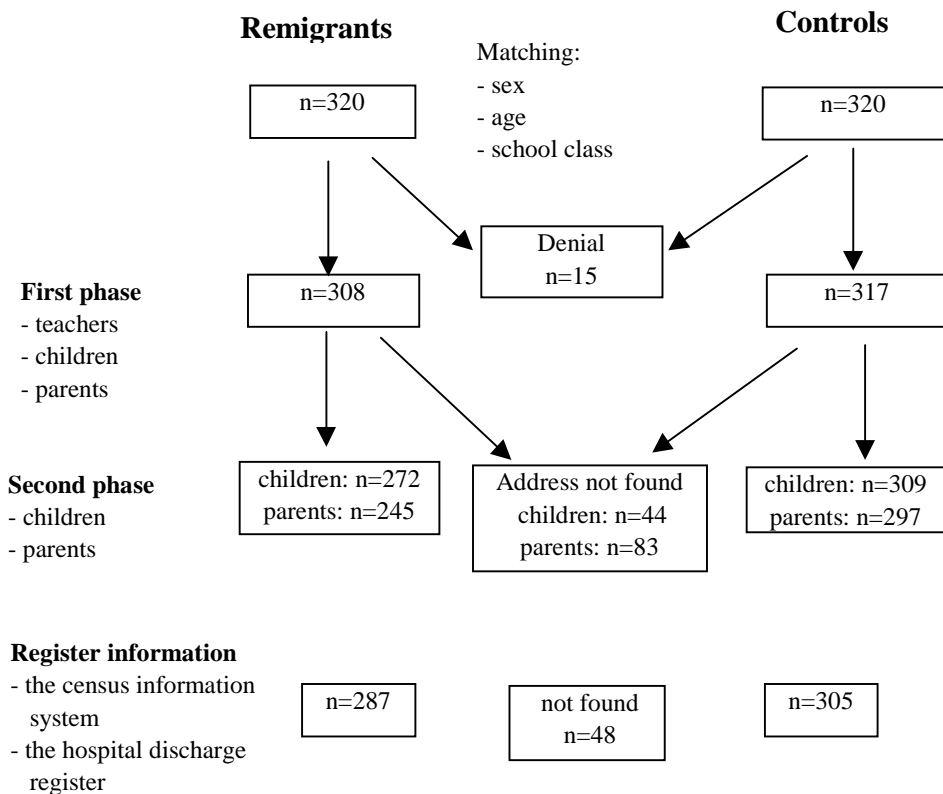 Remigrants
Controls
Matching:
- sex
- age
- school class
n=320
n=320
Denial
n=15
First phase
- teachers
- children
- parents
n=308
n=317
Second phase
- children
- parents
children: n=272
parents: n=245
Address not found
children: n=44
parents: n=83
children: n=309
parents: n=297
Register information
- the census information
system
- the hospital discharge
register
n=287
not found
n=48
n=305